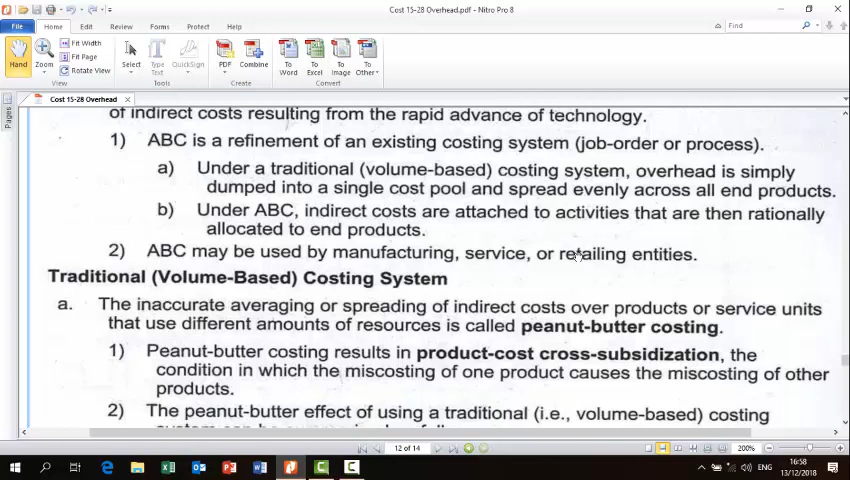 Cost 15-28 Overhead.pdf - Nitro Pro 8
File Home Edit Review Forms Protect Help
Find
Hand
Zoom
Fit Width
Fit Page
Rotate View
View
Select
Type Text
QuickSign
Tools
PDF
Combine
Create
To Word
To Excel
To Image
To Other
Convert
Pages
Cost 15-28 Overhead
of indirect costs resulting from the rapid advance of technology.
1) ABC is a refinement of an existing costing system (job-order or process).
a) Under a traditional (volume-based) costing system, overhead is simply
dumped into a single cost pool and spread evenly across all end products.
b) Under ABC, indirect costs are attached to activities that are then rationally
allocated to end products.
2) ABC may be used by manufacturing, service, or retailing entities.
Traditional (Volume-Based) Costing System
a. The inaccurate averaging or spreading of indirect costs over products or service units
that use different amounts of resources is called peanut-butter costing.
1) Peanut-butter costing results in product-cost cross-subsidization, the
condition in which the miscosting of one product causes the miscosting of other
products.
2) The peanut-butter effect of using a traditional (i.e., volume-based) costing
12 of 14
200%
ENG
16:58
13/12/2018